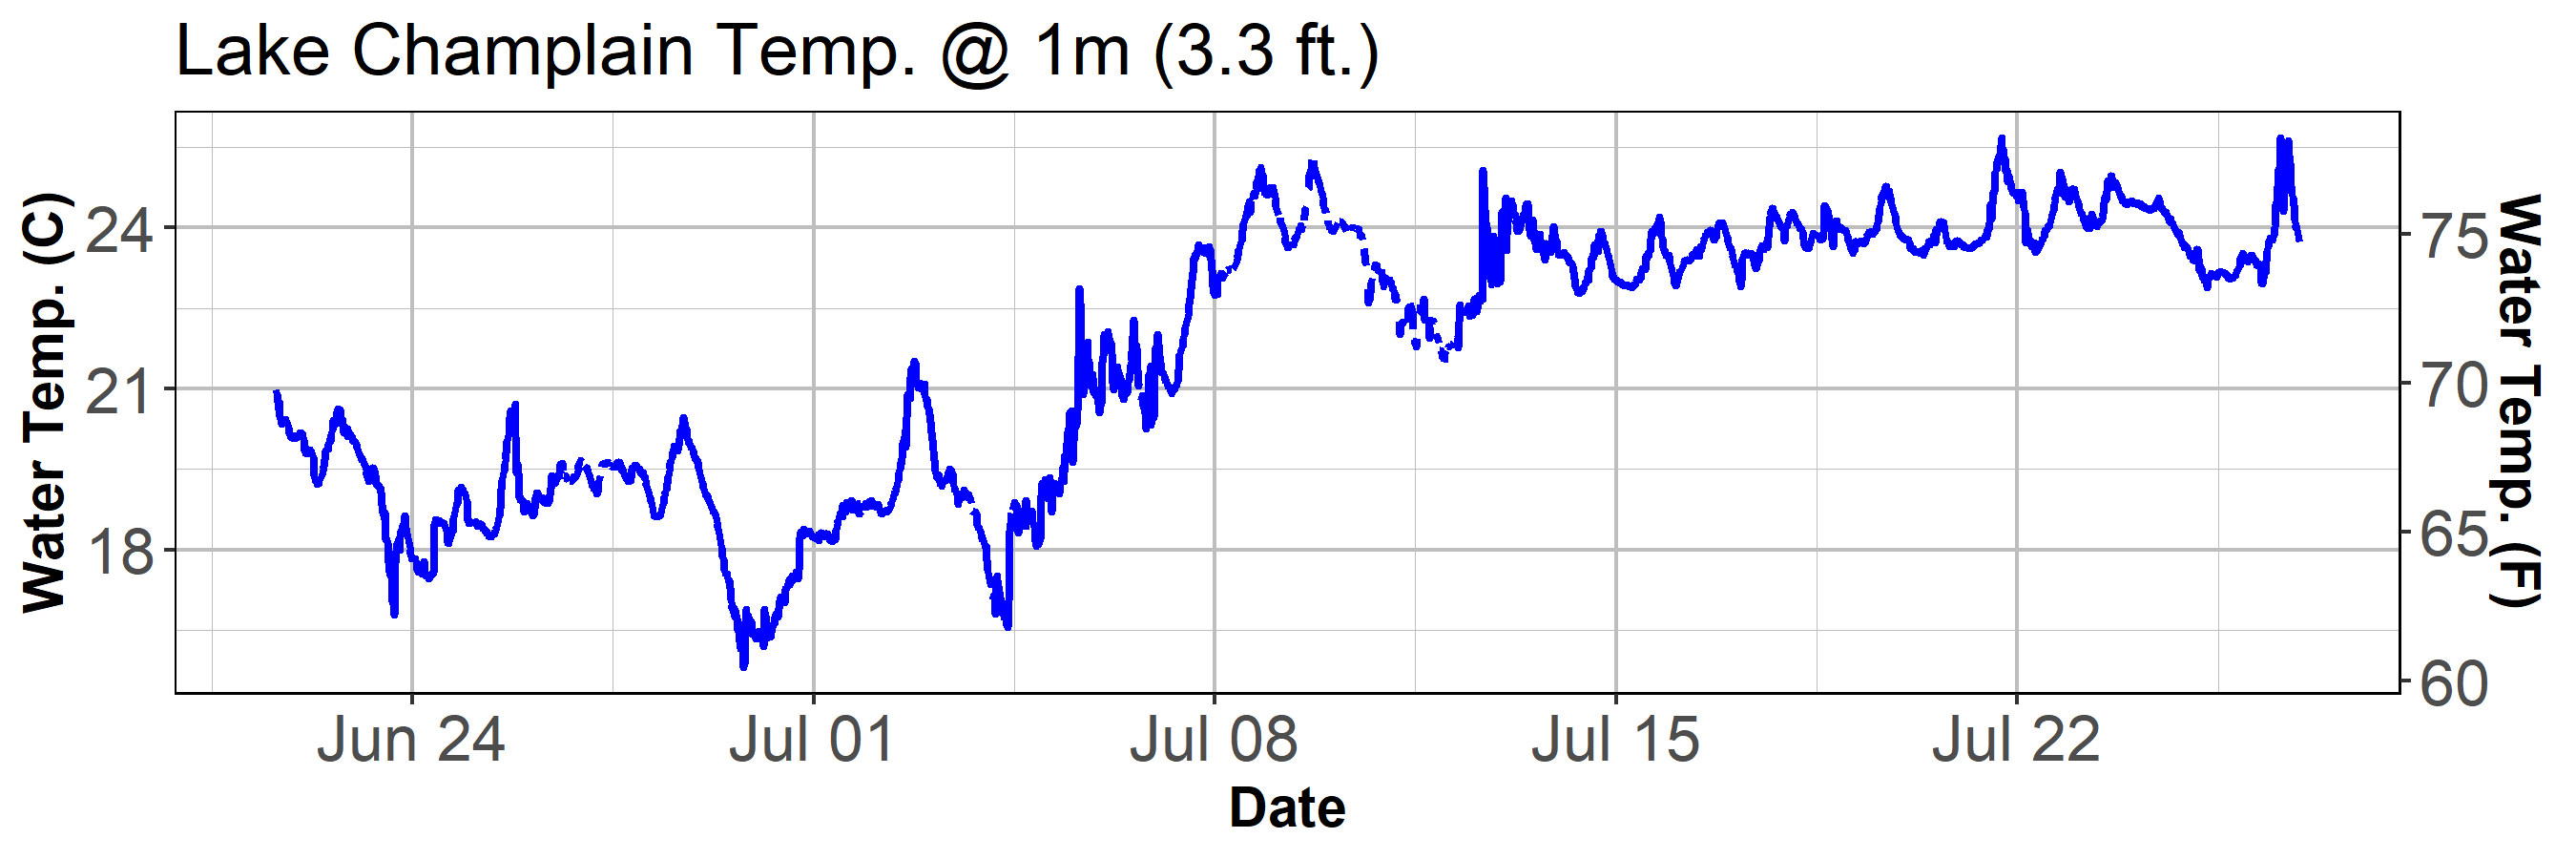 Lake Champlain Temp. @ 1m (3.3 ft.)
Water Temp. (C)
24
21
18
75
70
65
60
Water Temp. (F)
Jun 24
Jul 01
Jul 08
Jul 15
Jul 22
Date